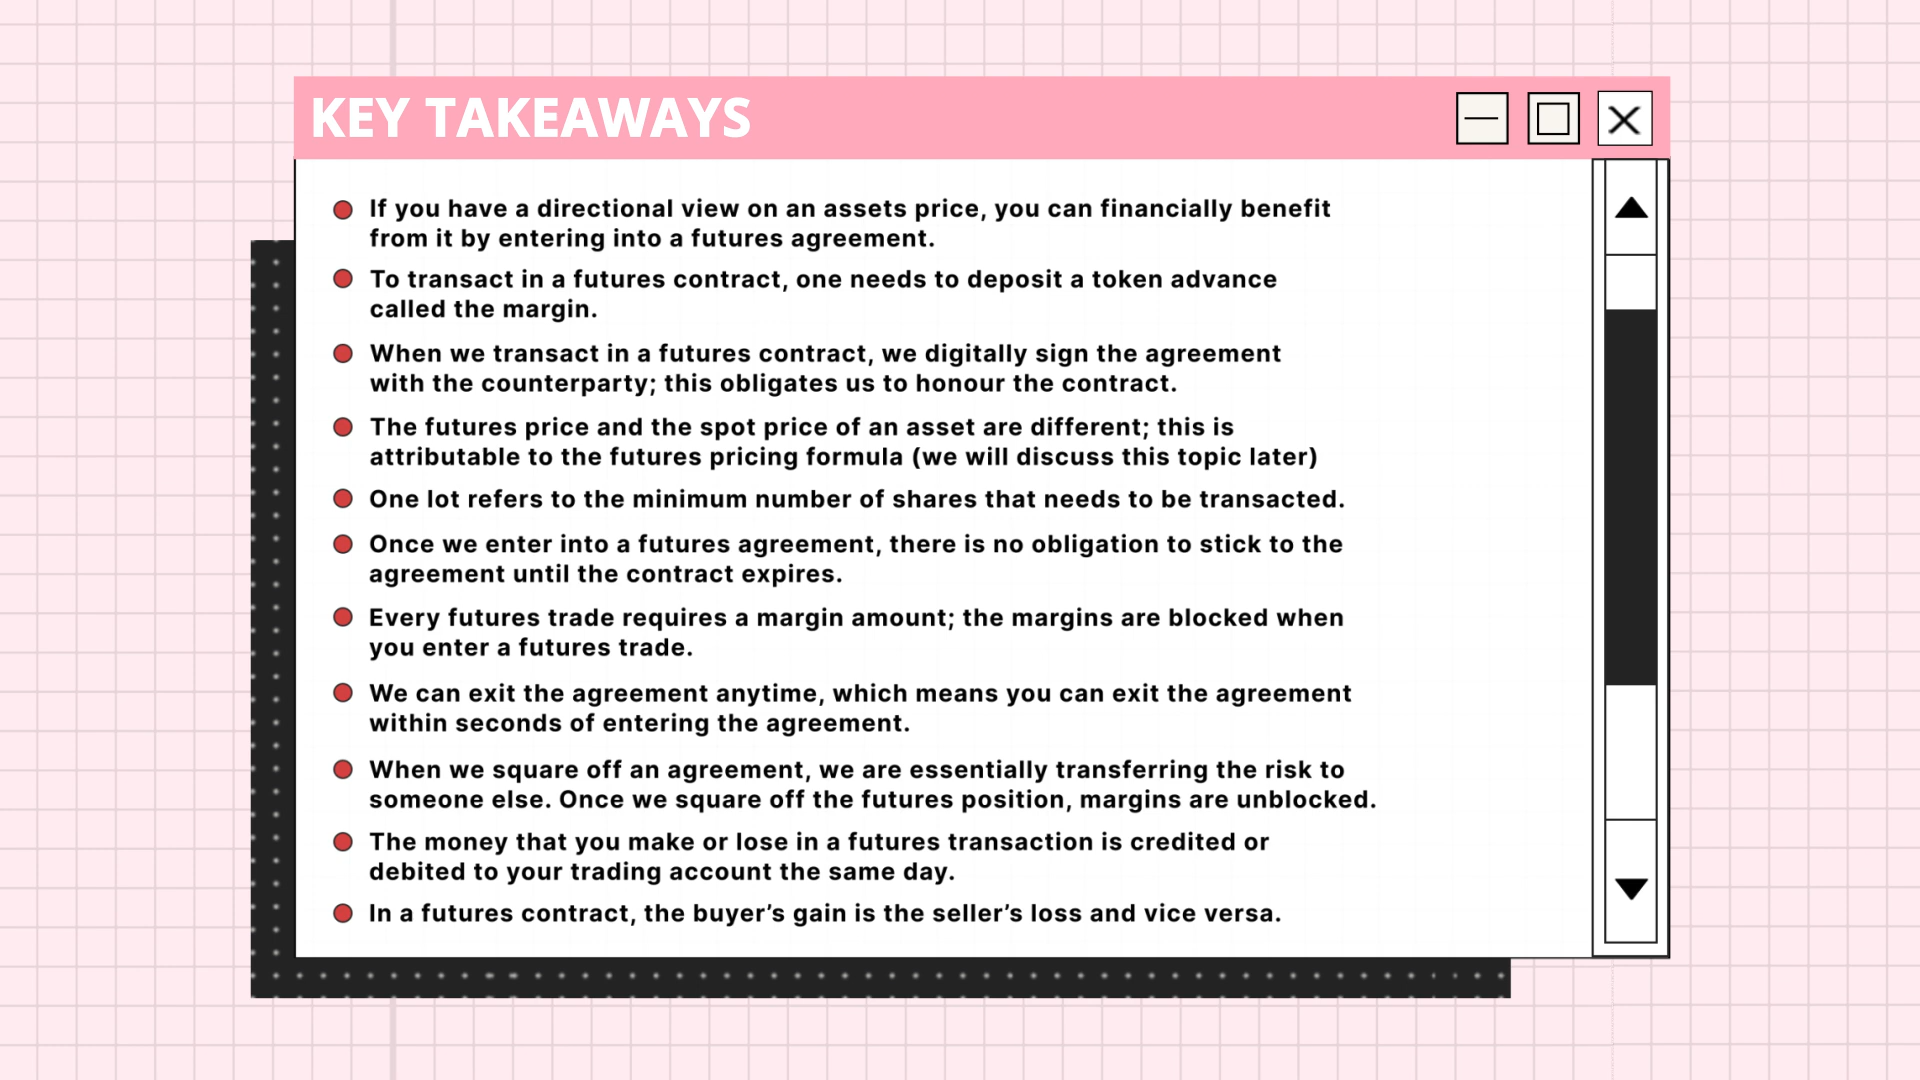 KEY TAKEAWAYS
If you have a directional view on an assets price, you can financially benefit
from it by entering into a futures agreement.
To transact in a futures contract, one needs to deposit a token advance
called the margin.
When we transact in a futures contract, we digitally sign the agreement
with the counterparty; this obligates us to honour the contract.
The futures price and the spot price of an asset are different; this is
attributable to the futures pricing formula (we will discuss this topic later)
One lot refers to the minimum number of shares that needs to be transacted.
Once we enter into a futures agreement, there is no obligation to stick to the
agreement until the contract expires.
Every futures trade requires a margin amount; the margins are blocked when
you enter a futures trade.
We can exit the agreement anytime, which means you can exit the agreement
within seconds of entering the agreement.
When we square off an agreement, we are essentially transferring the risk to
someone else. Once we square off the futures position, margins are unblocked.
The money that you make or lose in a futures transaction is credited or
debited to your trading account the same day.
In a futures contract, the buyer’s gain is the seller’s loss and vice versa.